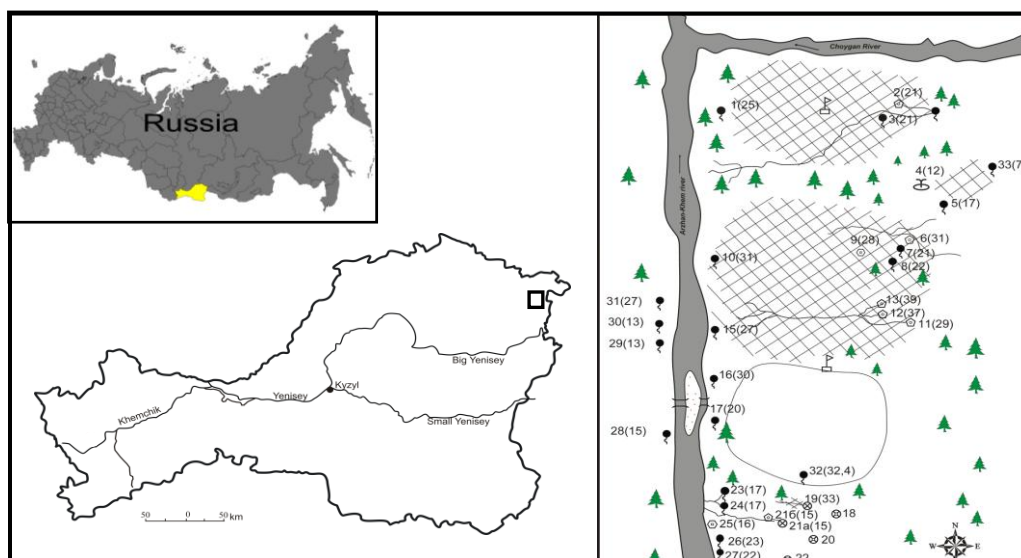 Russia
Khemchik
Yenisey
Kyzyl
Big Yenisey
Small Yenisey
50 0 50 km
Choygan River
Arzhan-Khem river
1(25)
2(21)
3(21)
4(12)
33(7
5(17)
6(31)
9(28)
7(21)
8(22)
10(31)
13(39)
12(37)
11(29)
31(27)
30(13)
29(13)
15(27)
16(30)
17(20)
28(15)
32(32,4)
23(17)
24(17)
19(33)
18
216(15)
21a(15)
25(16)
20
26(23)
27(22)
22
N
W
E